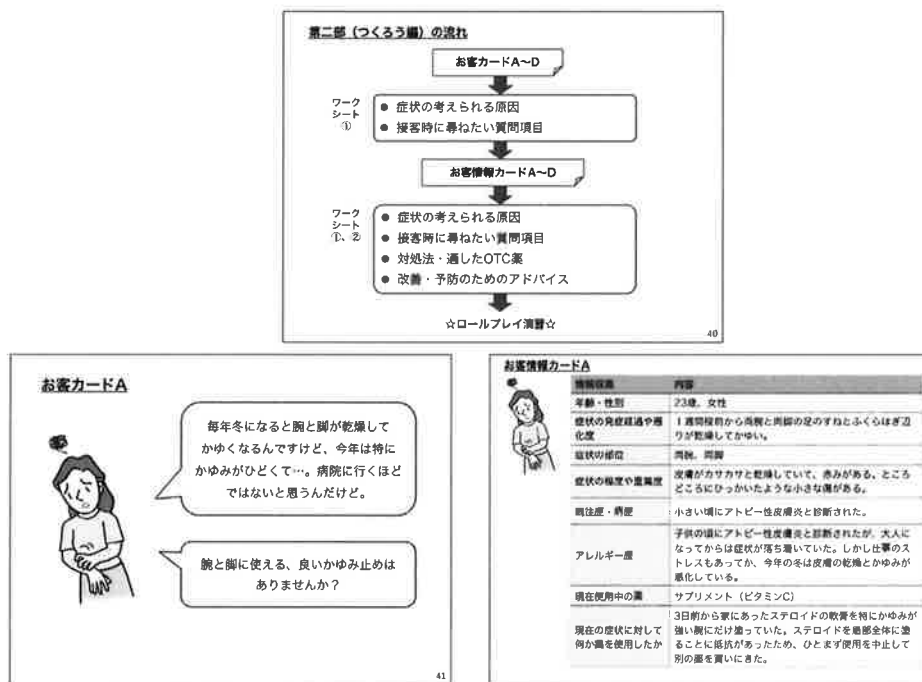 第二部（つくろう編）の流れ
お客カードA～D
ワーク
シート
①
● 症状の考えられる原因
● 接客時に尋ねたい質問項目
お客情報カードA～D
ワーク
シート
①、②
● 症状の考えられる原因
● 接客時に尋ねたい質問項目
● 対処法・適したOTC薬
● 改善・予防のためのアドバイス
☆ロールプレイ演習☆
40
お客カードA
毎年冬になると腕と脚が乾燥して
かゆくなるんですけど、今年は特に
かゆみがひどくて…。病院に行くほど
ではないと思うんだけど。
腕と脚に使える、良いかゆみ止めは
ありませんか？
41
お客情報カードA
情報収集 内容
年齢・性別 23歳、女性
症状の発症経過や悪
化度
1週間程前から両腕と両脚の足のすねとふくらはぎ辺
りが乾燥してかゆい。
症状の部位 両腕、両脚
症状の程度や重篤度
皮膚がカサカサと乾燥していて、赤みがある。ところ
どころにひっかいたような小さな傷がある。
既往症・病歴 小さい頃にアトピー性皮膚炎と診断された。
アレルギー歴
子供の頃にアトピー性皮膚炎と診断されたが、大人に
なってからは症状が落ち着いていた。しかし仕事のス
トレスもあってか、今年の冬は皮膚の乾燥とかゆみが
悪化している。
現在使用中の薬 サプリメント（ビタミンC）
現在の症状に対して
何か薬を使用したか
3日前から家にあったステロイドの軟膏を特にかゆみが
強い腕にだけ塗っていた。ステロイドを局部全体に塗
ることに抵抗があったため、ひとまず使用を中止して
別の薬を買いにきた。